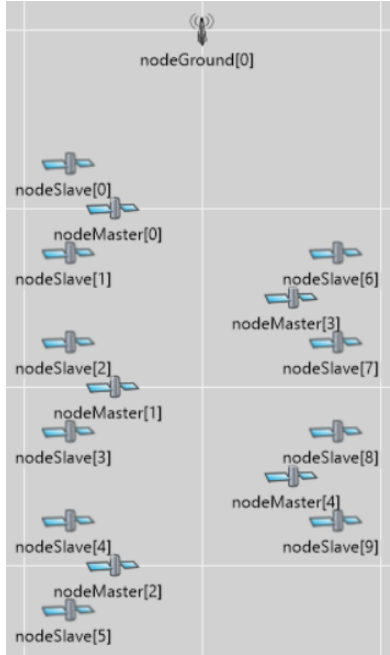 nodeGround[0]
nodeSlave[0]
nodeMaster[0]
nodeSlave[1]
nodeSlave[6]
nodeMaster[3]
nodeSlave[2]
nodeSlave[7]
nodeMaster[1]
nodeSlave[3]
nodeSlave[8]
nodeMaster[4]
nodeSlave[4]
nodeSlave[9]
nodeMaster[2]
nodeSlave[5]